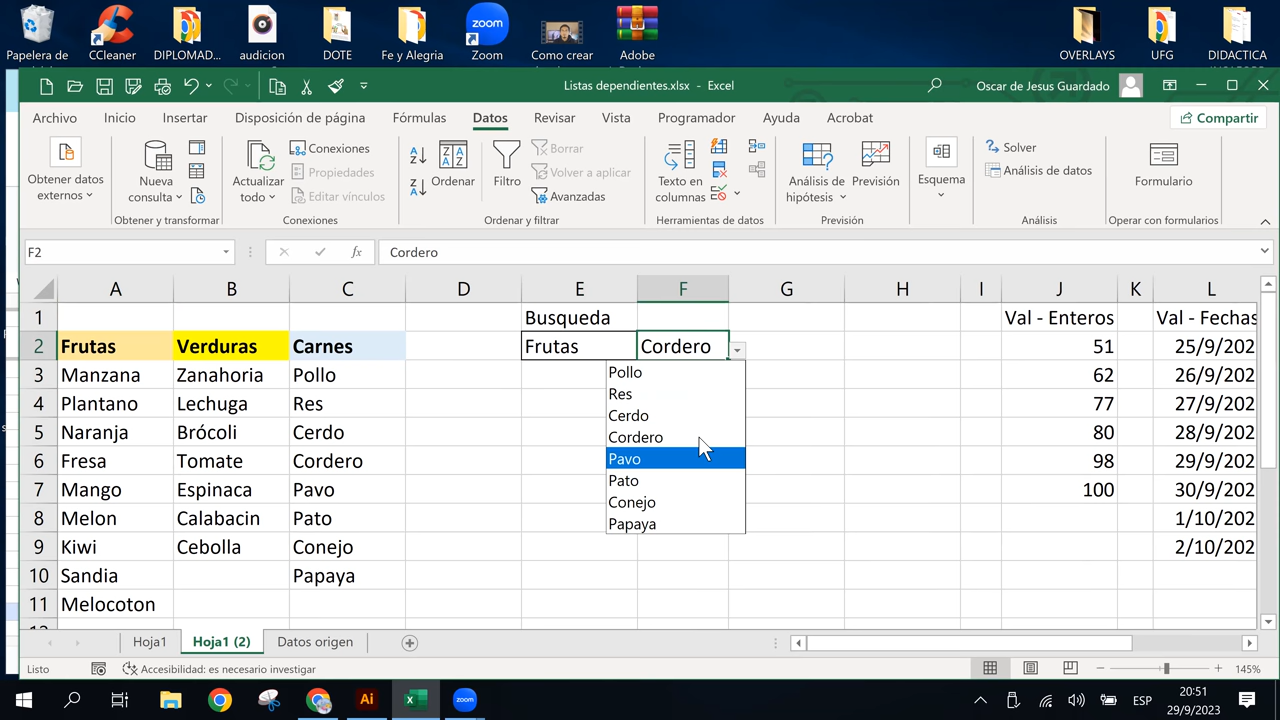 Papelera de
CCleaner
DIPLOMAD...
audicion
DOTE
Fe y Alegria
Zoom
Como crear
Adobe
OVERLAYS
UFG
DIDACTICA
zoom
Listas dependientes.xlsx - Excel
Oscar de Jesus Guardado
Archivo
Inicio
Insertar
Disposición de página
Fórmulas
Datos
Revisar
Vista
Programador
Ayuda
Acrobat
Compartir
Obtener datos
externos
Nueva
consulta
Obtener y transformar
Actualizar
todo
Conexiones
Propiedades
Editar vínculos
Conexiones
Ordenar
Filtro
Borrar
Volver a aplicar
Avanzadas
Ordenar y filtrar
Texto en
columnas
Herramientas de datos
Análisis de
hipótesis
Previsión
Previsión
Esquema
Solver
Análisis de datos
Análisis
Formulario
Operar con formularios
F2
fx
Cordero
A B C D E F G H I J K L
1 Busqueda Val - Enteros Val - Fechas
2 Frutas Verduras Carnes Frutas Cordero 51 25/9/202
3 Manzana Zanahoria Pollo 62 26/9/202
4 Plantano Lechuga Res 77 27/9/202
5 Naranja Brócoli Cerdo 80 28/9/202
6 Fresa Tomate Cordero 98 29/9/202
7 Mango Espinaca Pavo 100 30/9/202
8 Melon Calabacin Pato 1/10/202
9 Kiwi Cebolla Conejo 2/10/202
10 Sandia Papaya
11 Melocoton
Pollo
Res
Cerdo
Cordero
Pavo
Pato
Conejo
Papaya
Hoja1
Hoja1 (2)
Datos origen
Listo
Accesibilidad: es necesario investigar
145%
Ai
zoom
ESP
20:51
29/9/2023